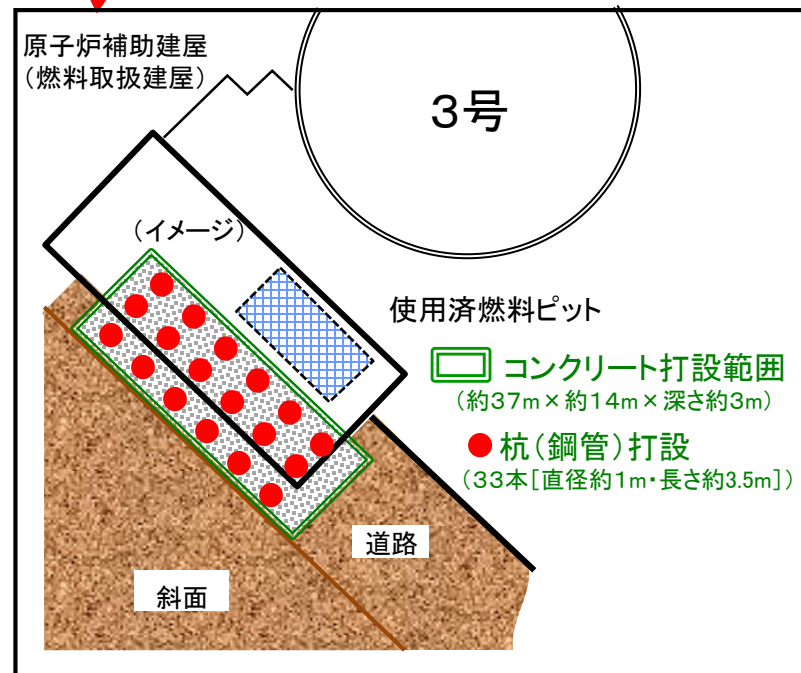 原子炉補助建屋
（燃料取扱建屋）
３号
（イメージ）
使用済燃料ピット
コンクリート打設範囲
（約３７ｍ×約１４ｍ×深さ約３ｍ）
杭（鋼管）打設
（３３本［直径約１ｍ・長さ約3.5ｍ］）
道路
斜面